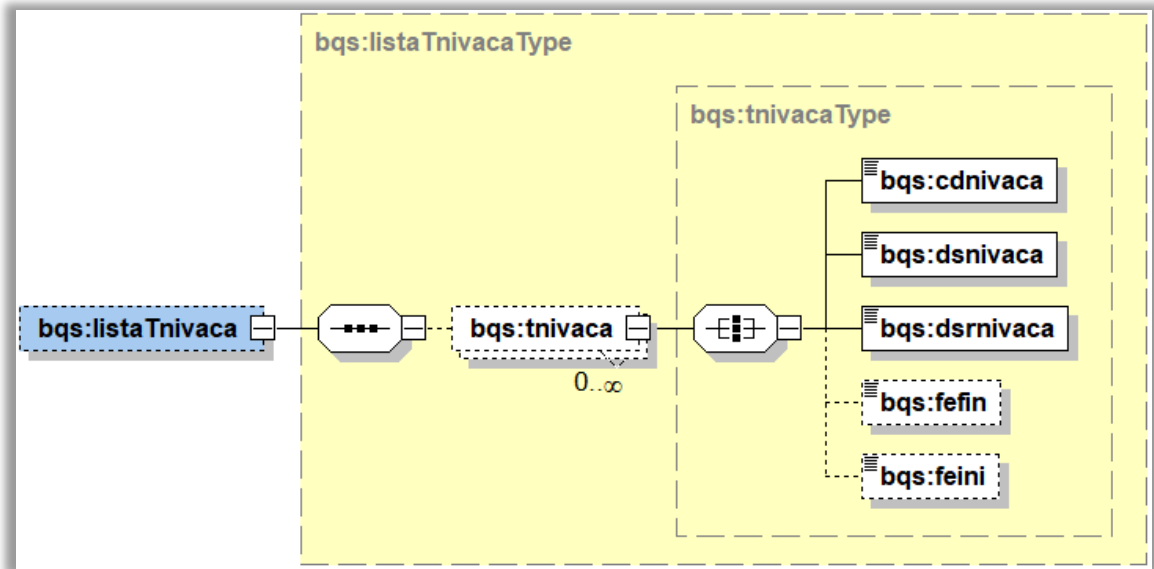 bqs:listaTnivacaType
bqs:tnivacaType
bqs:cdnivaca
bqs:dsnivaca
bqs:listaTnivaca
bqs:tnivaca
bqs:dsrnivaca
0..∞
bqs:fefin
bqs:feini